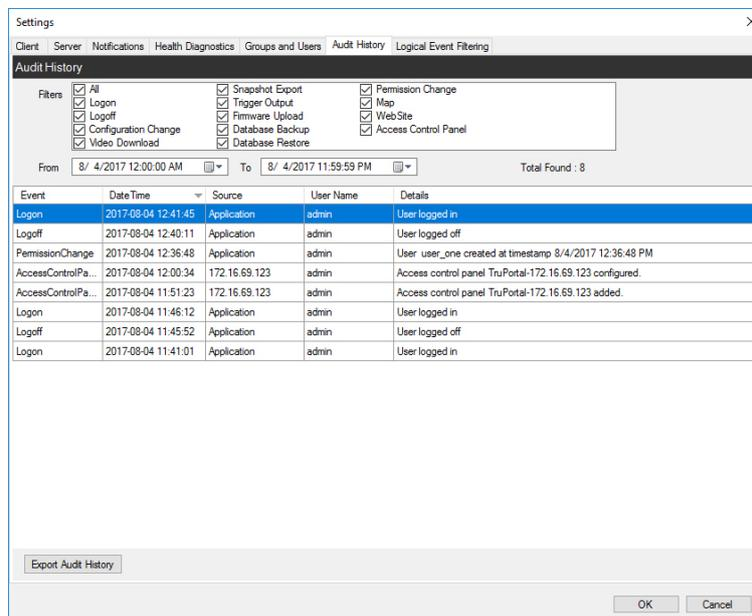 Settings
Client Server Notifications Health Diagnostics Groups and Users Audit History Logical Event Filtering
Audit History
Filters All Snapshot Export Permission Change
Logon Trigger Output Map
Logoff Firmware Upload WebSite
Configuration Change Database Backup Access Control Panel
Video Download Database Restore
From 8/ 4/2017 12:00:00 AM To 8/ 4/2017 11:59:59 PM Total Found : 8
Event DateTime Source User Name Details
Logon 2017-08-04 12:41:45 Application admin User logged in
Logoff 2017-08-04 12:40:11 Application admin User logged off
PermissionChange 2017-08-04 12:36:48 Application admin User user_one created at timestamp 8/4/2017 12:36:48 PM
AccessControlPa... 2017-08-04 12:00:34 172.16.69.123 admin Access control panel TruPortal-172.16.69.123 configured.
AccessControlPa... 2017-08-04 11:51:23 172.16.69.123 admin Access control panel TruPortal-172.16.69.123 added.
Logon 2017-08-04 11:46:12 Application admin User logged in
Logoff 2017-08-04 11:45:52 Application admin User logged off
Logon 2017-08-04 11:41:01 Application admin User logged in
Export Audit History
OK Cancel